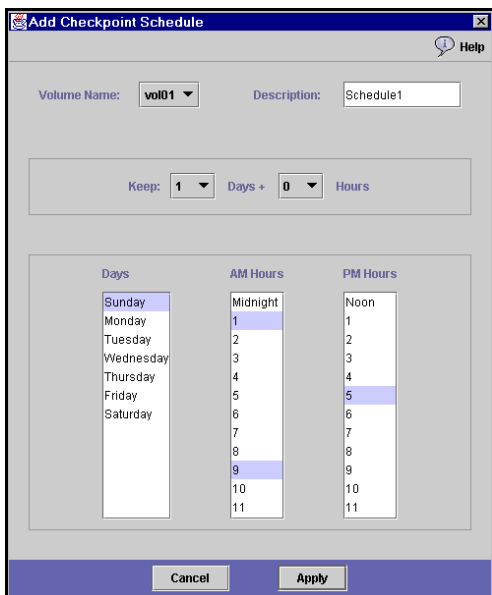 Add Checkpoint Schedule
Help
Volume Name: vol01 Description: Schedule1
Keep: 1 Days + 0 Hours
Days AM Hours PM Hours
Sunday Midnight Noon
Monday 1 1
Tuesday 2 2
Wednesday 3 3
Thursday 4 4
Friday 5 5
Saturday 6 6
7 7
8 8
9 9
10 10
11 11
Cancel Apply